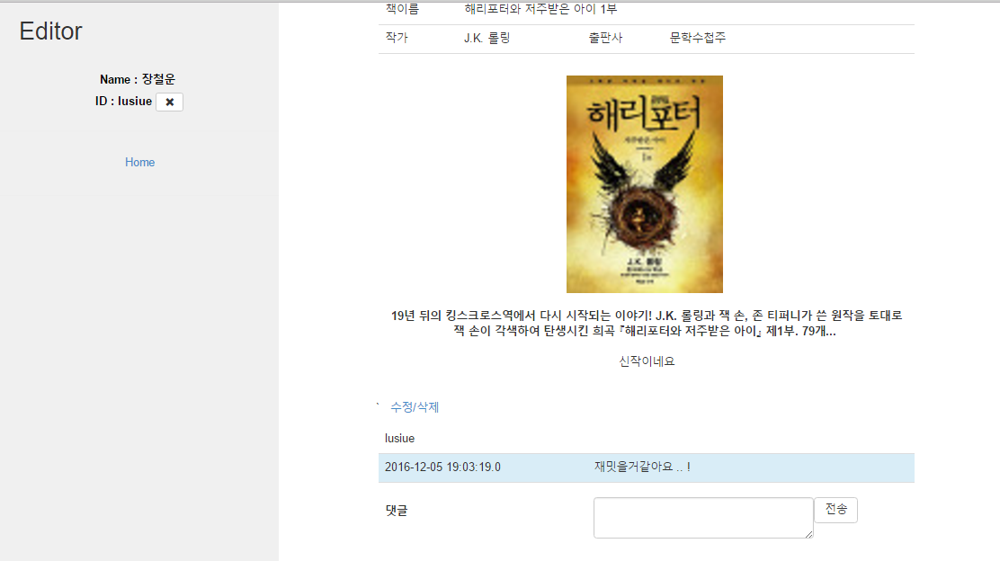 Editor
Name : 장철운
ID : lusiue ✖
Home
책이름 해리포터와 저주받은 아이 1부
작가 J.K. 롤링 출판사 문학수첩주
해리포터
저주받은 아이
J.K. 롤링
19년 뒤의 킹스크로스역에서 다시 시작되는 이야기! J.K. 롤링과 잭 손, 존 티퍼니가 쓴 원작을 토대로
잭 손이 각색하여 탄생시킨 희곡 『해리포터와 저주받은 아이』 제1부. 79개...
신작이네요
` 수정/삭제
lusiue
2016-12-05 19:03:19.0 재밋을거같아요 .. !
댓글 전송